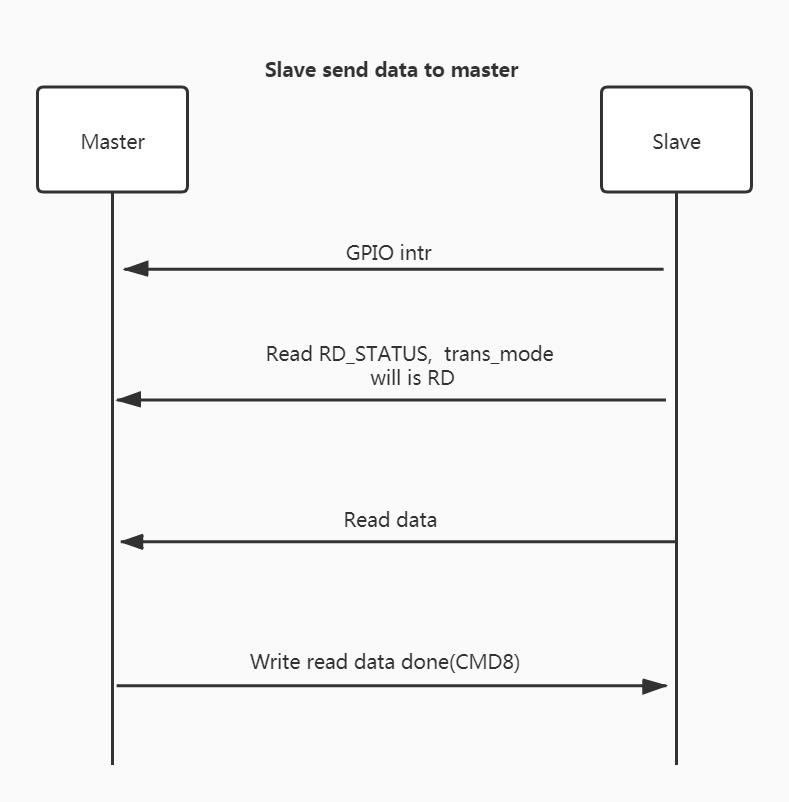 Slave send data to master
Master
Slave
GPIO intr
Read RD_STATUS,  trans_mode
will is RD
Read data
Write read data done(CMD8)